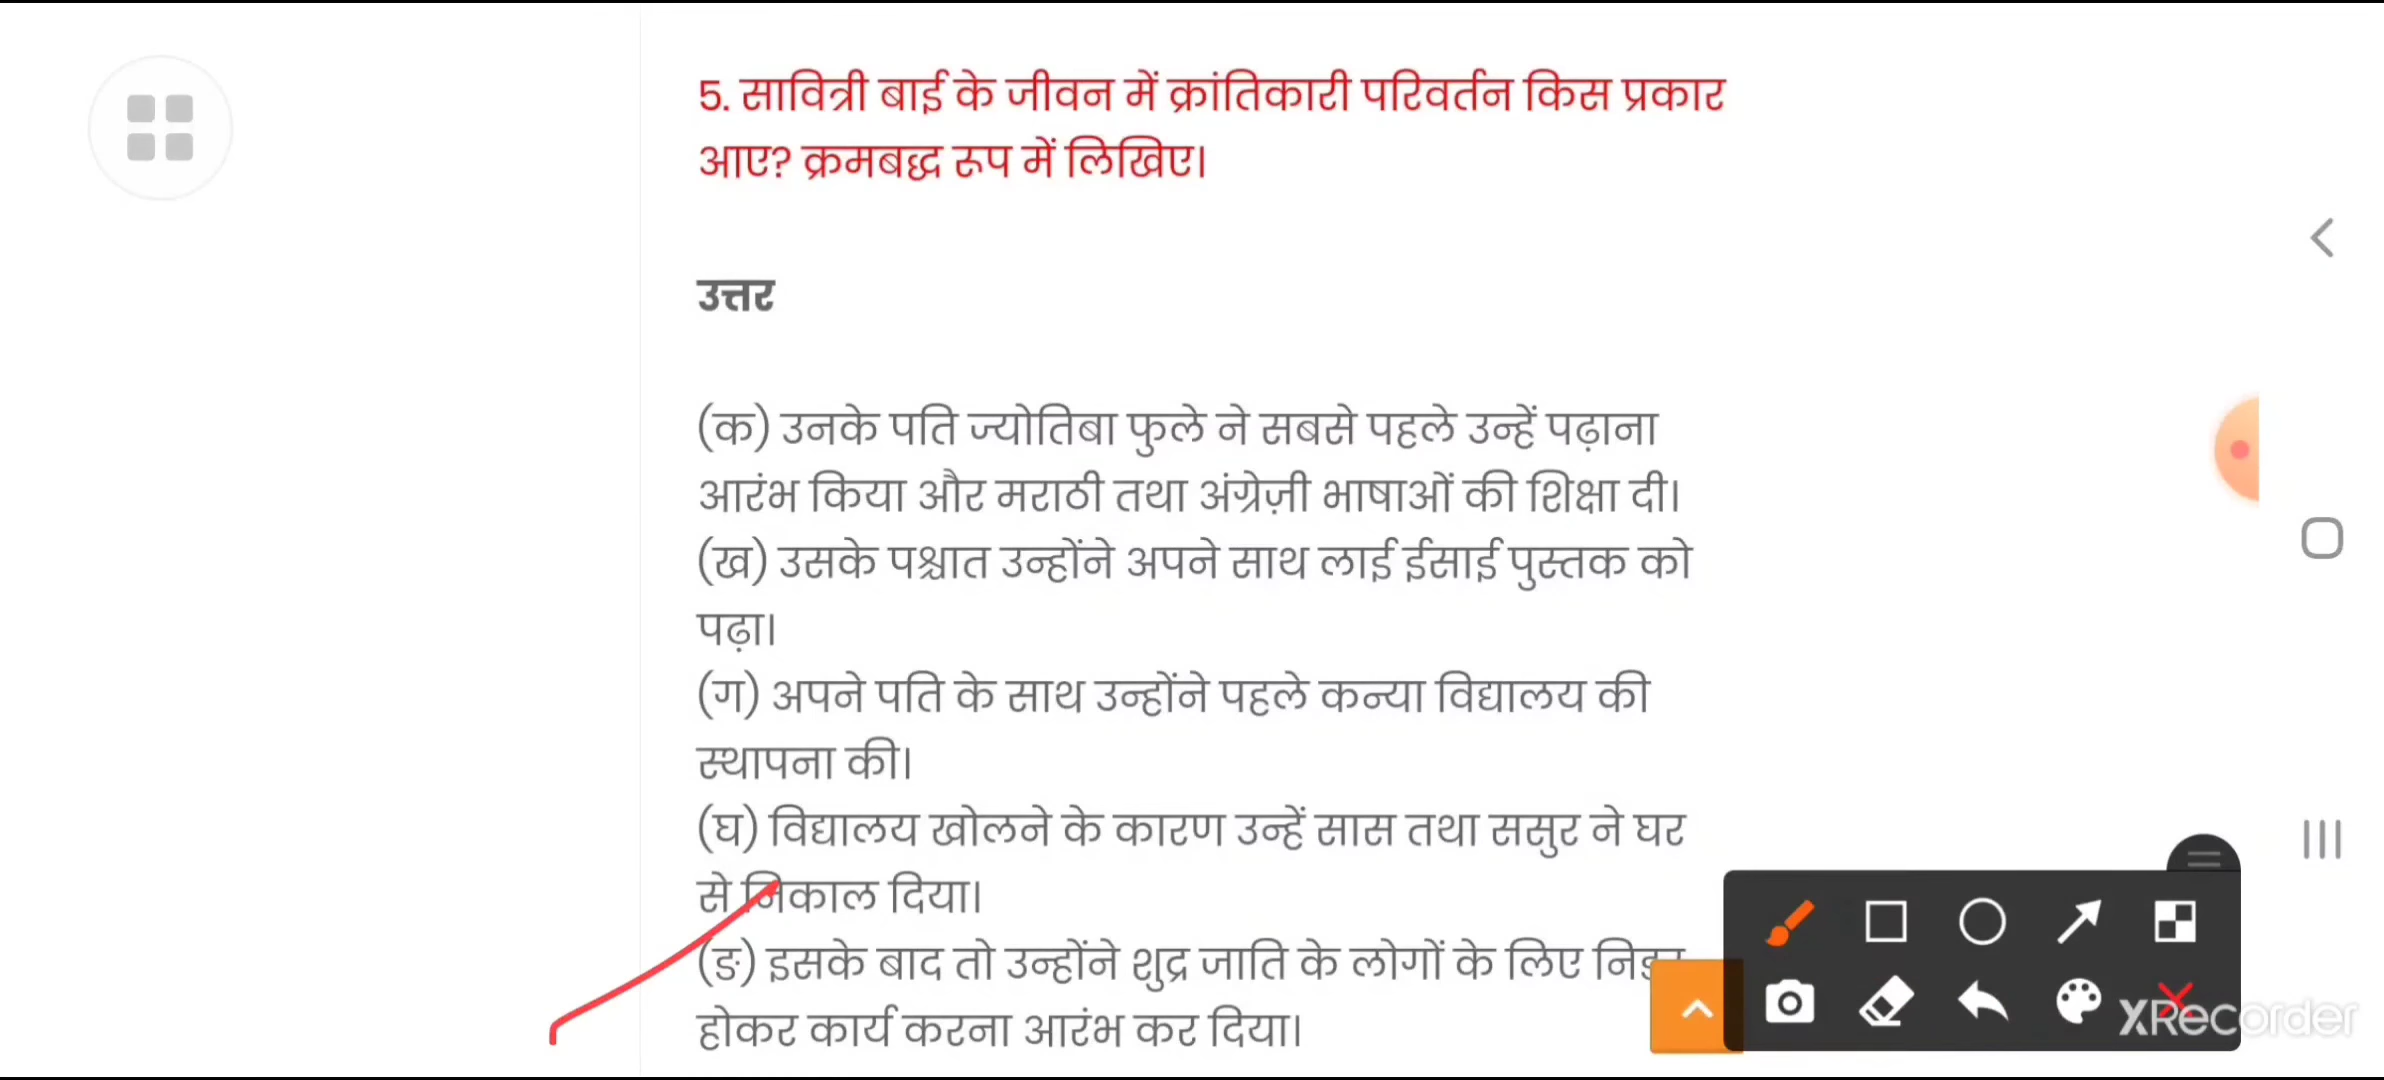 5. सावित्री बाई के जीवन में क्रांतिकारी परिवर्तन किस प्रकार
आए? क्रमबद्ध रूप में लिखिए।
उत्तर
(क) उनके पति ज्योतिबा फुले ने सबसे पहले उन्हें पढ़ाना
आरंभ किया और मराठी तथा अंग्रेज़ी भाषाओं की शिक्षा दी।
(ख) उसके पश्चात उन्होंने अपने साथ लाई ईसाई पुस्तक को
पढ़ा।
(ग) अपने पति के साथ उन्होंने पहले कन्या विद्यालय की
स्थापना की।
(घ) विद्यालय खोलने के कारण उन्हें सास तथा ससुर ने घर
से निकाल दिया।
(ङ) इसके बाद तो उन्होंने शुद्र जाति के लोगों के लिए निडर
होकर कार्य करना आरंभ कर दिया।
XRecorder